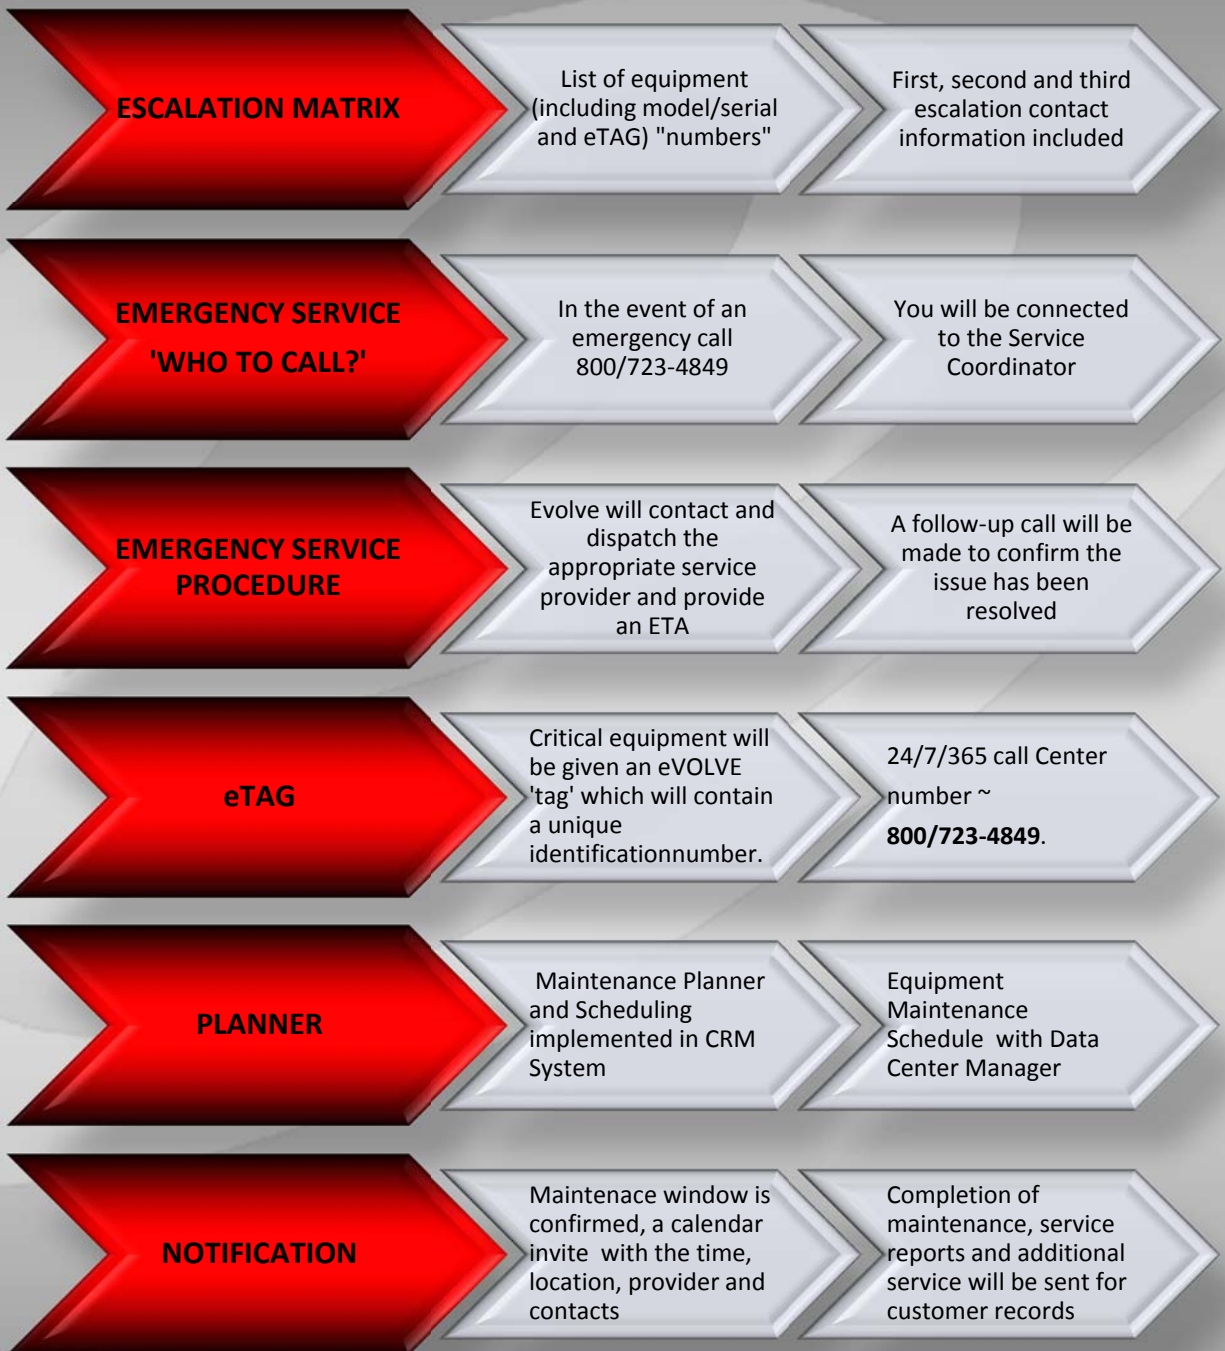 ESCALATION MATRIX
List of equipment
(including model/serial
and eTAG) "numbers"
First, second and third
escalation contact
information included
EMERGENCY SERVICE
'WHO TO CALL?'
In the event of an
emergency call
800/723-4849
You will be connected
to the Service
Coordinator
EMERGENCY SERVICE
PROCEDURE
Evolve will contact and
dispatch the
appropriate service
provider and provide
an ETA
A follow-up call will be
made to confirm the
issue has been
resolved
eTAG
Critical equipment will
be given an eVOLVE
'tag' which will contain
a unique
identificationnumber.
24/7/365 call Center
number ~
800/723-4849.
PLANNER
Maintenance Planner
and Scheduling
implemented in CRM
System
Equipment
Maintenance
Schedule  with Data
Center Manager
NOTIFICATION
Maintenace window is
confirmed, a calendar
invite  with the time,
location, provider and
contacts
Completion of
maintenance, service
reports and additional
service will be sent for
customer records